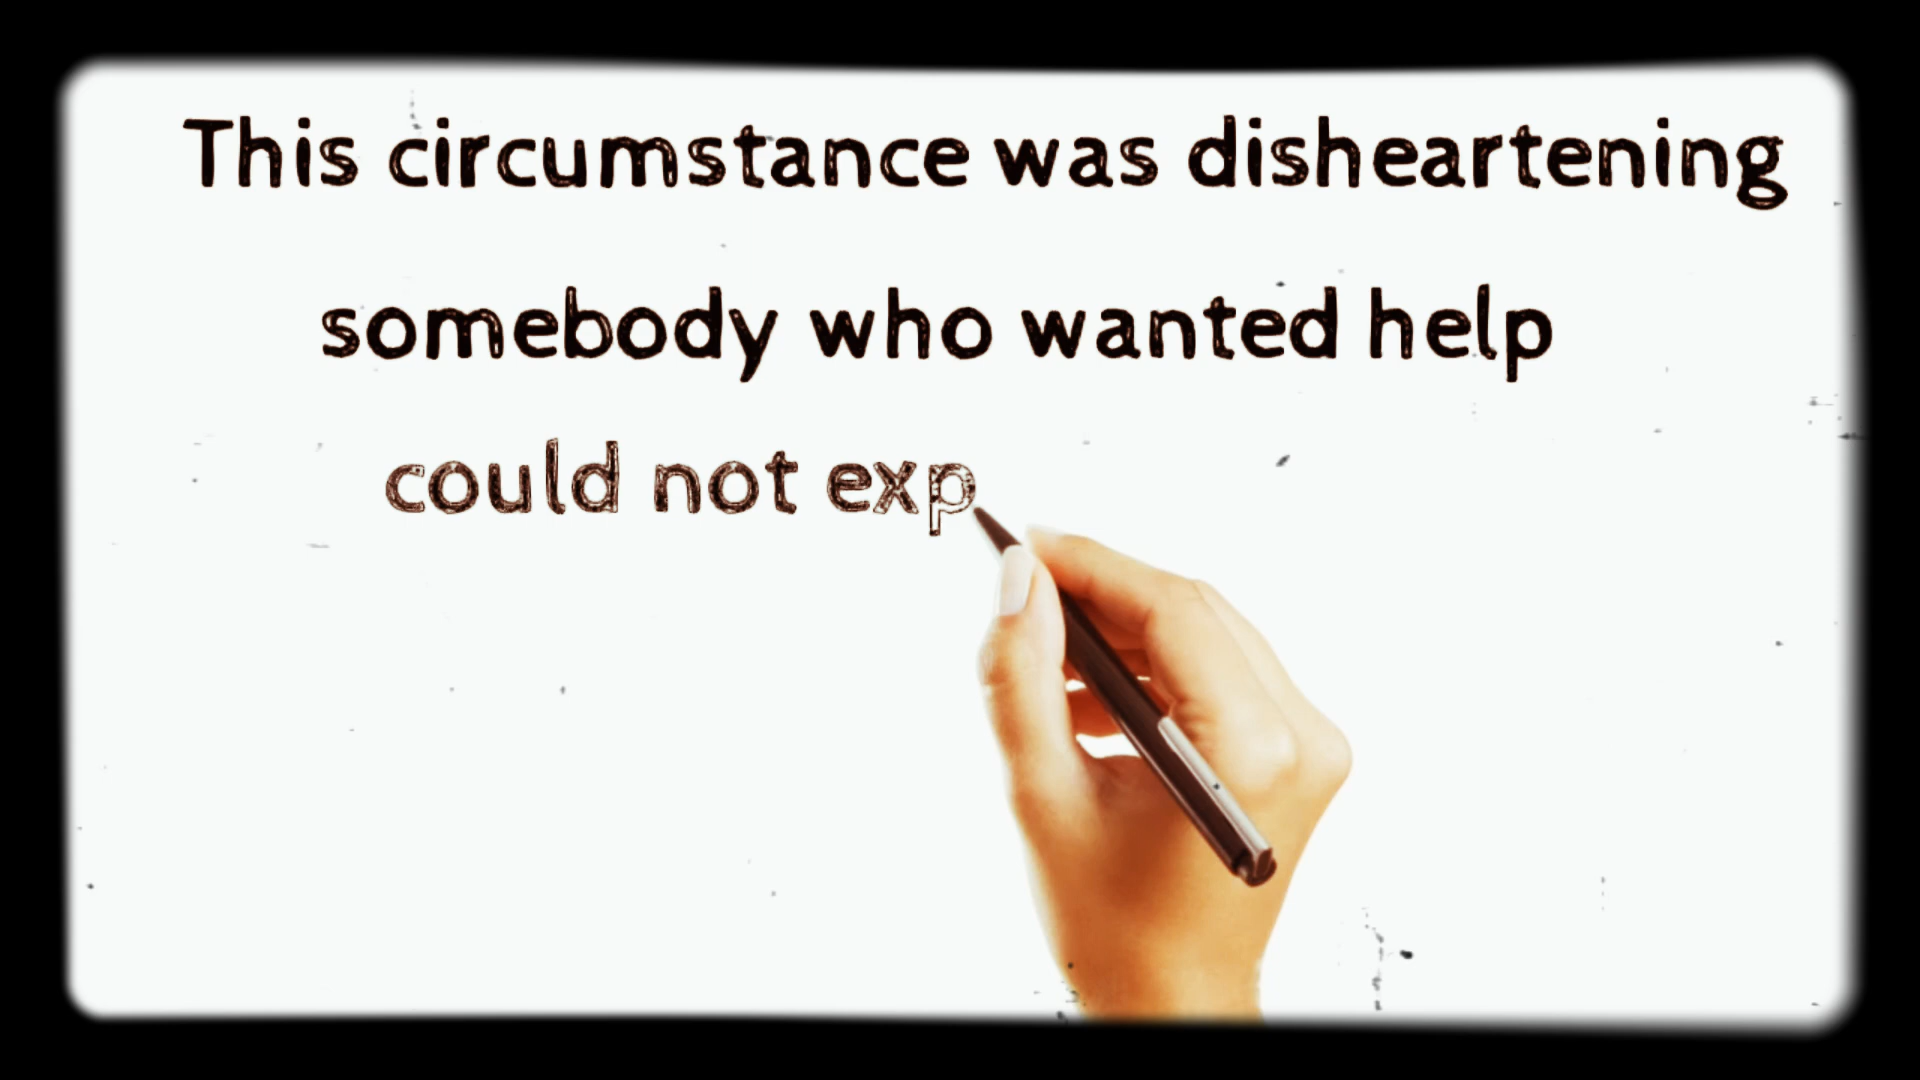 This circumstance was disheartening
somebody who wanted help
could not exp